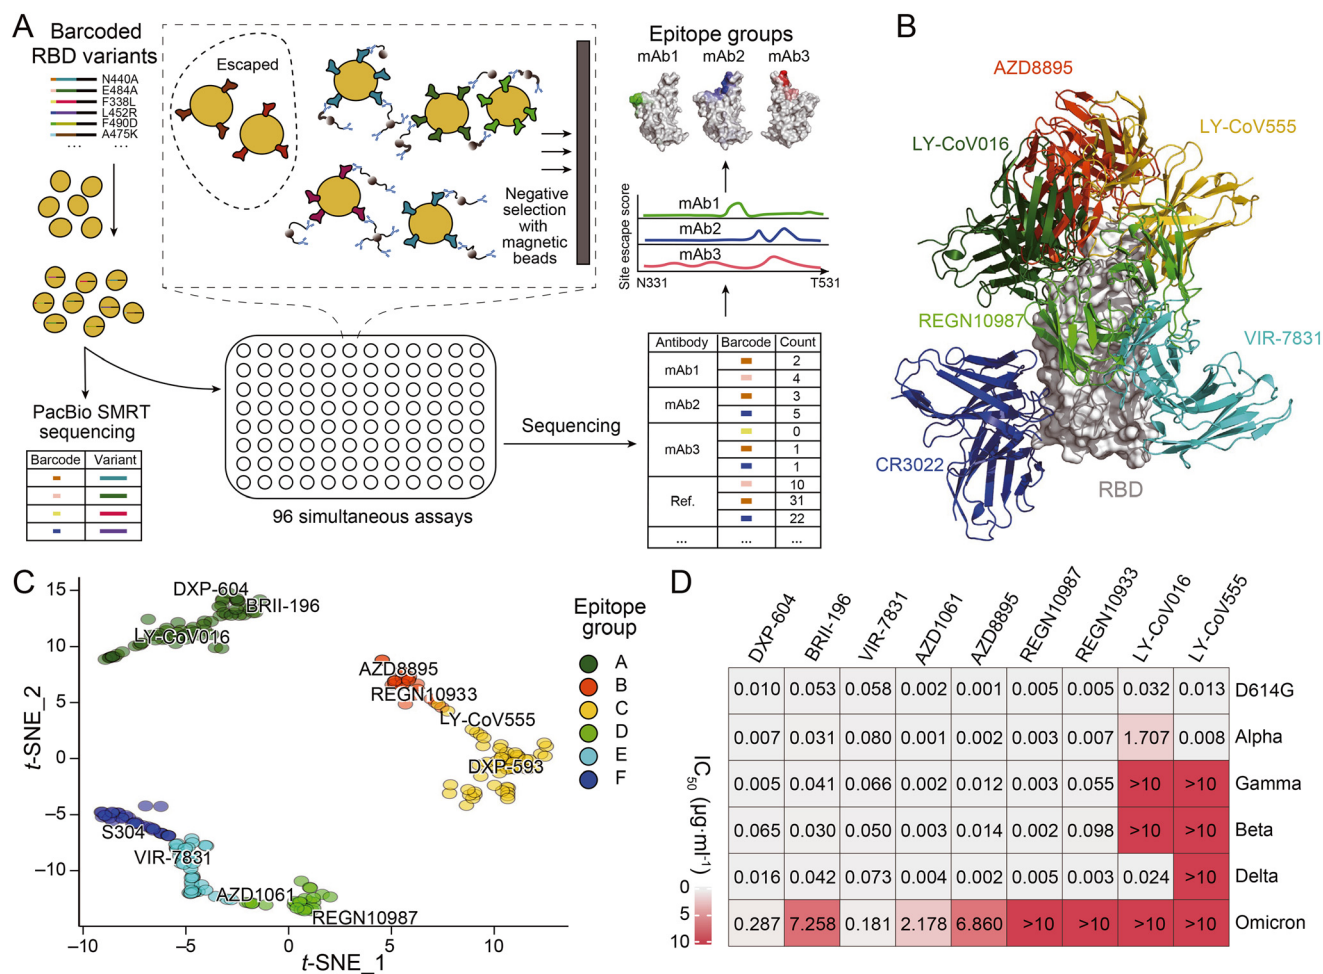 A
Barcoded
RBD variants
N440A
E484A
F338L
L452R
F490D
A475K
... ...
Escaped
Negative
selection
with
magnetic
beads
PacBio SMRT
sequencing
Barcode Variant
96 simultaneous assays
Sequencing
Epitope groups
mAb1 mAb2 mAb3
Site escape score
mAb1
mAb2
mAb3
N331 T531
Antibody Barcode Count
mAb1 2
4
mAb2 3
5
mAb3 0
1
1
Ref. 10
31
22
... ... ...
B
AZD8895
LY-CoV555
LY-CoV016
REGN10987
VIR-7831
CR3022
RBD
C
t-SNE_2
15
10
5
0
−5
−10
−10 −5 0 5 10
t-SNE_1
DXP-604
BRII-196
LY-CoV016
AZD8895
REGN10933
LY-CoV555
DXP-593
S304
VIR-7831
AZD1061
REGN10987
Epitope
group
A
B
C
D
E
F
D
DXP-604 BRII-196 VIR-7831 AZD1061 AZD8895 REGN10987 REGN10933 LY-CoV016 LY-CoV555
0.010 0.053 0.058 0.002 0.001 0.005 0.005 0.032 0.013 D614G
0.007 0.031 0.080 0.001 0.002 0.003 0.007 1.707 0.008 Alpha
0.005 0.041 0.066 0.002 0.012 0.003 0.055 >10 >10 Gamma
0.065 0.030 0.050 0.003 0.014 0.002 0.098 >10 >10 Beta
0.016 0.042 0.073 0.004 0.002 0.005 0.003 0.024 >10 Delta
0.287 7.258 0.181 2.178 6.860 >10 >10 >10 >10 Omicron
IC50 (µg·ml-1)
0
5
10